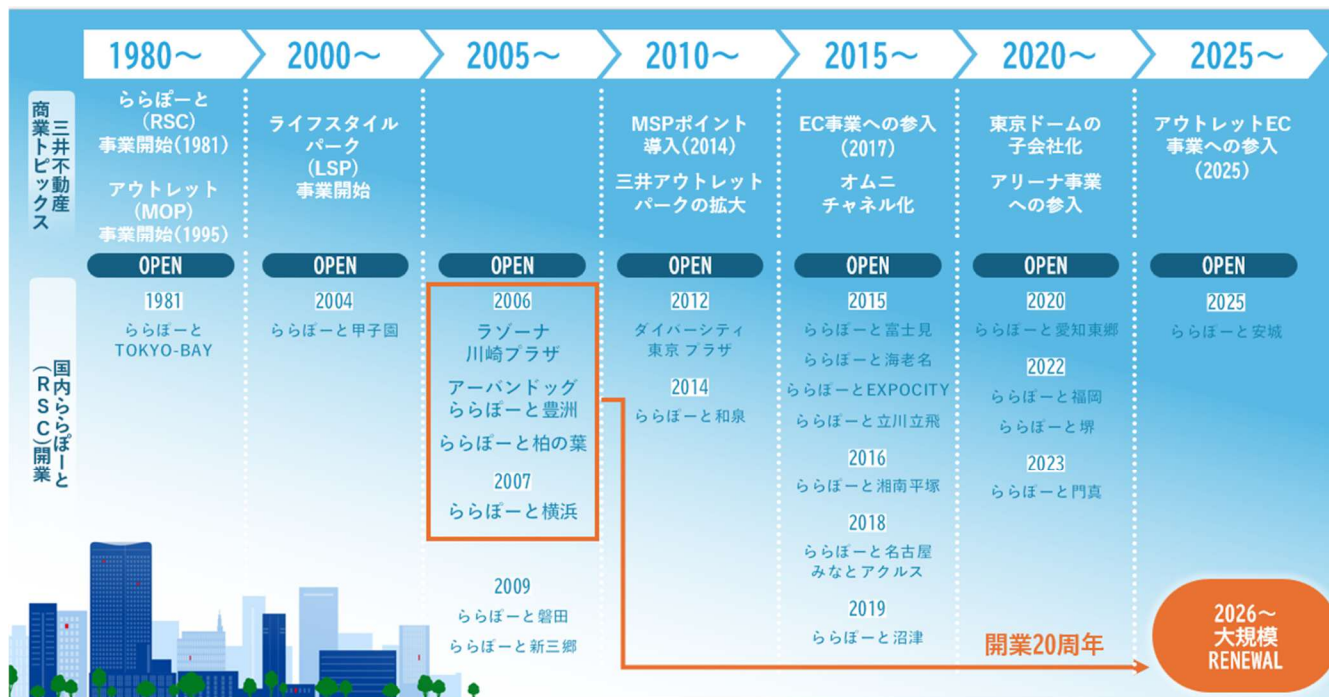 1980～
2000～
2005～
2010～
2015～
2020～
2025～
三井不動産
商業トピックス
ららぽーと
(RSC)
事業開始(1981)
アウトレット
(MOP)
事業開始(1995)
ライフスタイル
パーク
(LSP)
事業開始
MSPポイント
導入(2014)
三井アウトレット
パークの拡大
EC事業への参入
(2017)
オムニ
チャネル化
東京ドームの
子会社化
アリーナ事業
への参入
アウトレットEC
事業への参入
(2025)
国内ららぽーと
(RSC)開業
OPEN
1981
ららぽーと
TOKYO-BAY
OPEN
2004
ららぽーと甲子園
OPEN
2006
ラゾーナ
川崎プラザ
アーバンドッグ
ららぽーと豊洲
ららぽーと柏の葉
2007
ららぽーと横浜
2009
ららぽーと磐田
ららぽーと新三郷
OPEN
2012
ダイバーシティ
東京 プラザ
2014
ららぽーと和泉
OPEN
2015
ららぽーと富士見
ららぽーと海老名
ららぽーとEXPOCITY
ららぽーと立川立飛
2016
ららぽーと湘南平塚
2018
ららぽーと名古屋
みなとアクルス
2019
ららぽーと沼津
OPEN
2020
ららぽーと愛知東郷
2022
ららぽーと福岡
ららぽーと堺
2023
ららぽーと門真
OPEN
2025
ららぽーと安城
開業20周年
2026～
大規模
RENEWAL